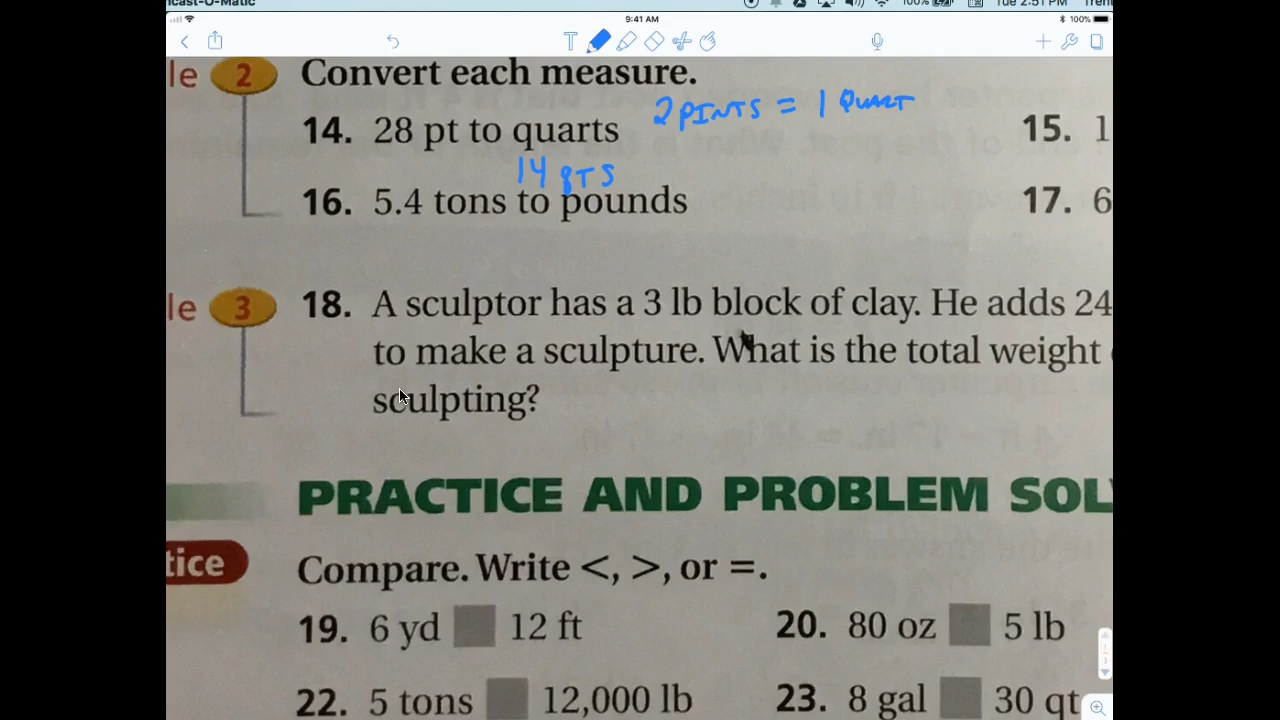 ncast-O-Matic 100% Tue 2:51 PM Tren
9:41 AM 100%
T
le 2 Convert each measure.
2 PINTS = 1 QUART
14. 28 pt to quarts 15. 1
14 QTS
16. 5.4 tons to pounds 17. 6
le 3 18. A sculptor has a 3 lb block of clay. He adds 24
to make a sculpture. What is the total weight
sculpting?
PRACTICE AND PROBLEM SOL
tice Compare. Write <, >, or =.
19. 6 yd 12 ft 20. 80 oz 5 lb
22. 5 tons 12,000 lb 23. 8 gal 30 qt